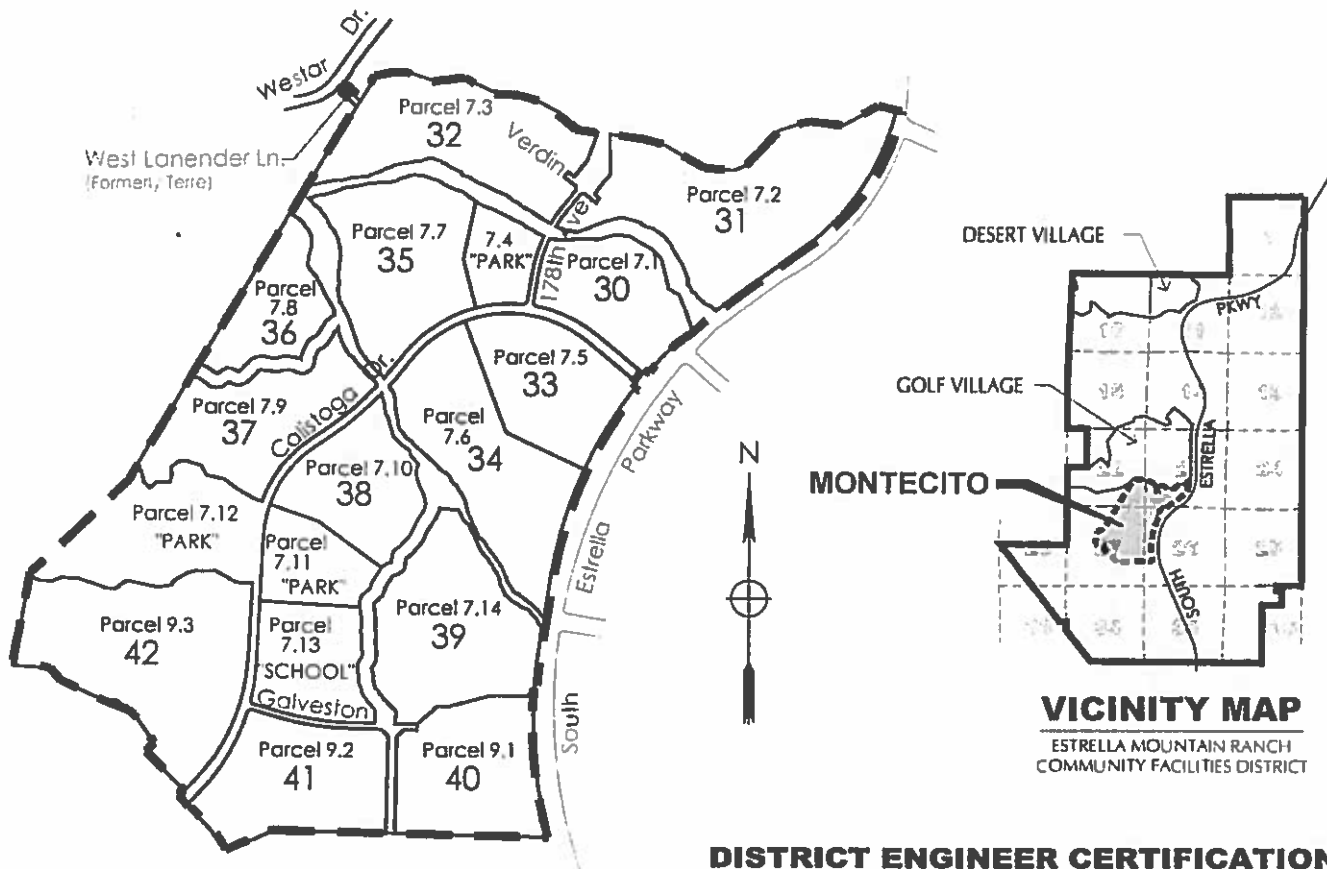 Westar Dr.
West Lanender Ln.
(Formerly Terre)
Parcel 7.3
32
Verdin
Parcel 7.2
31
Parcel 7.7
35
7.4
"PARK"
178th
Ave
Parcel 7.1
30
Parcel
7.8
36
Parcel 7.5
33
Parcel 7.9
37
Calistoga Dr.
Parcel
7.6
34
Parcel 7.10
38
Parcel 7.12
"PARK"
Parcel
7.11
"PARK"
Parcel 7.14
39
Parcel 9.3
42
Parcel
7.13
"SCHOOL"
Galveston
Parcel 9.2
41
Parcel 9.1
40
South Estrella Parkway
N
DESERT VILLAGE
PKWY
GOLF VILLAGE
ESTRELLA
MONTECITO
SOUTH
VICINITY MAP
ESTRELLA MOUNTAIN RANCH
COMMUNITY FACILITIES DISTRICT
DISTRICT ENGINEER CERTIFICATION